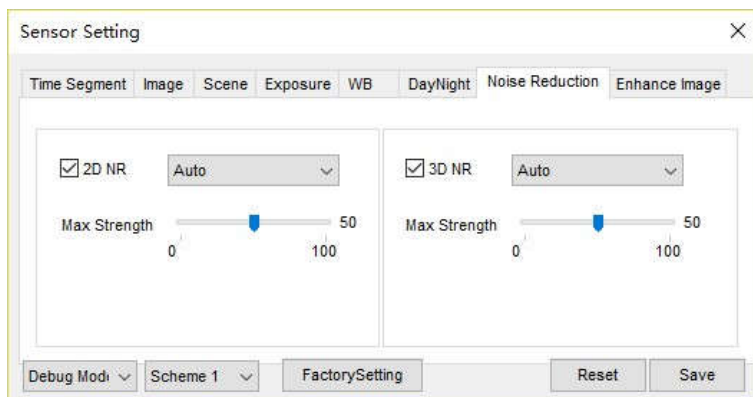 Sensor Setting
Time Segment Image Scene Exposure WB DayNight Noise Reduction Enhance Image
2D NR Auto 3D NR Auto
Max Strength 50 Max Strength 50
0 100 0 100
Debug Mod Scheme 1 FactorySetting Reset Save